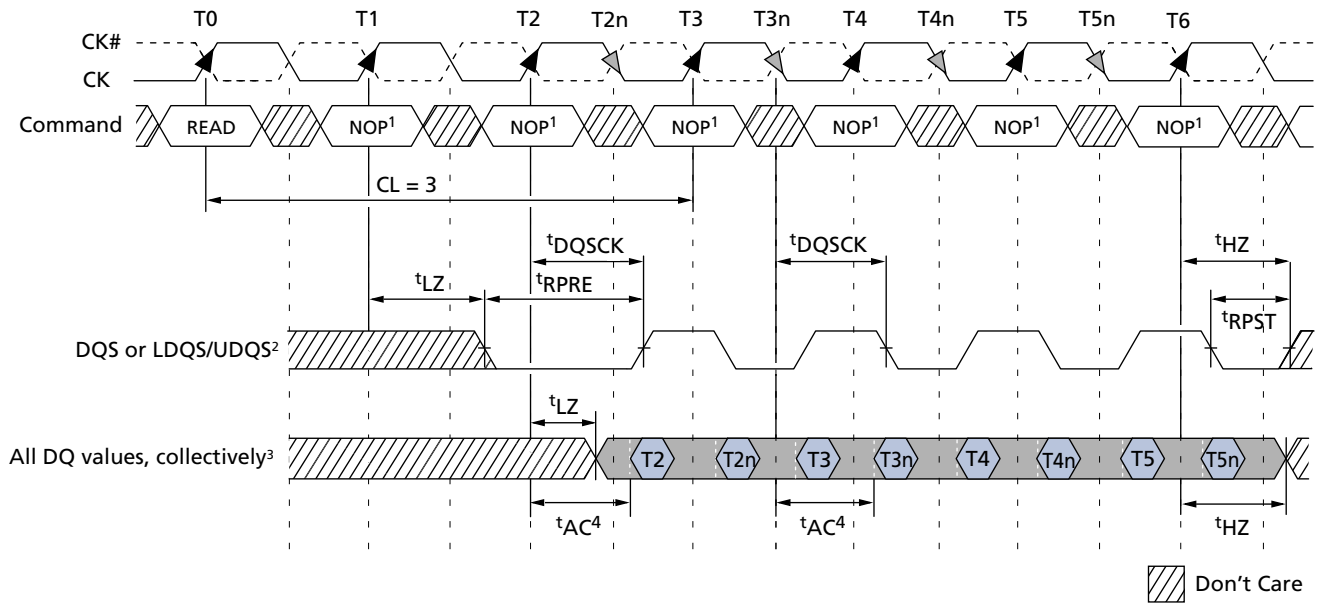 T0 T1 T2 T2n T3 T3n T4 T4n T5 T5n T6
CK#
CK
Command READ NOP1 NOP1 NOP1 NOP1 NOP1 NOP1
CL = 3
tDQSCK tDQSCK tHZ
tLZ tRPRE
tRPST
DQS or LDQS/UDQS2
tLZ
All DQ values, collectively3 T2 T2n T3 T3n T4 T4n T5 T5n
tAC4 tAC4 tHZ
Don't Care